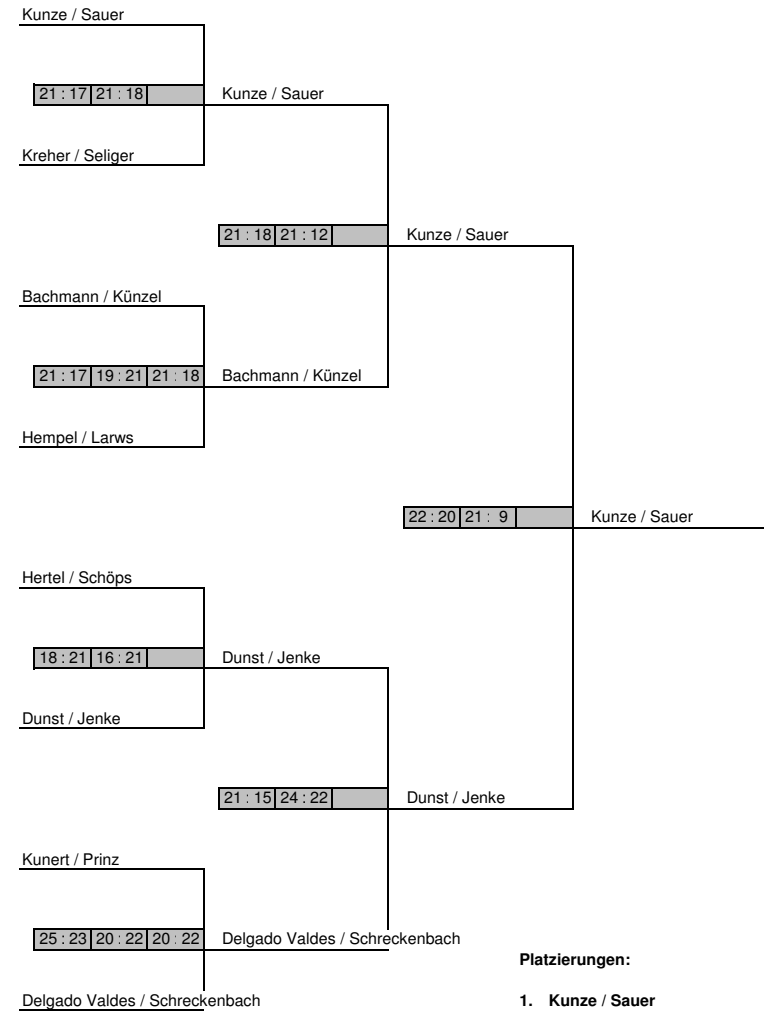 Kunze / Sauer
21 : 17 21 : 18 Kunze / Sauer
Kreher / Seliger
21 : 18 21 : 12 Kunze / Sauer
Bachmann / Künzel
21 : 17 19 : 21 21 : 18 Bachmann / Künzel
Hempel / Larws
22 : 20 21 : 9 Kunze / Sauer
Hertel / Schöps
18 : 21 16 : 21 Dunst / Jenke
Dunst / Jenke
21 : 15 24 : 22 Dunst / Jenke
Kunert / Prinz
25 : 23 20 : 22 20 : 22 Delgado Valdes / Schreckenbach
Platzierungen:
Delgado Valdes / Schreckenbach 1. Kunze / Sauer